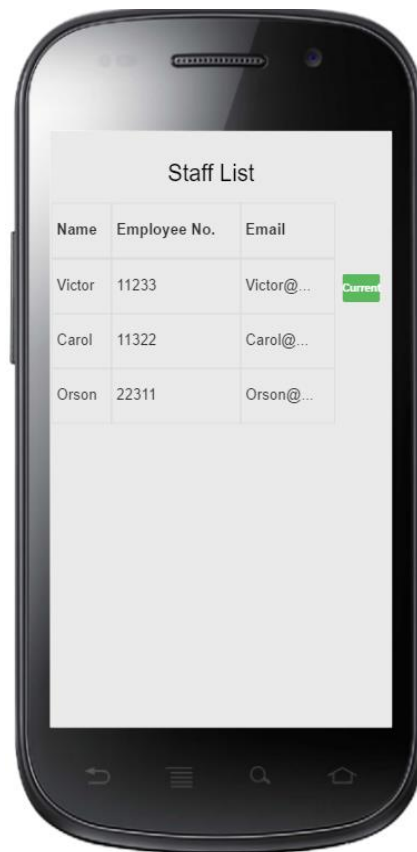 Staff List
Name Employee No. Email
Victor 11233 Victor@... Current
Carol 11322 Carol@...
Orson 22311 Orson@...